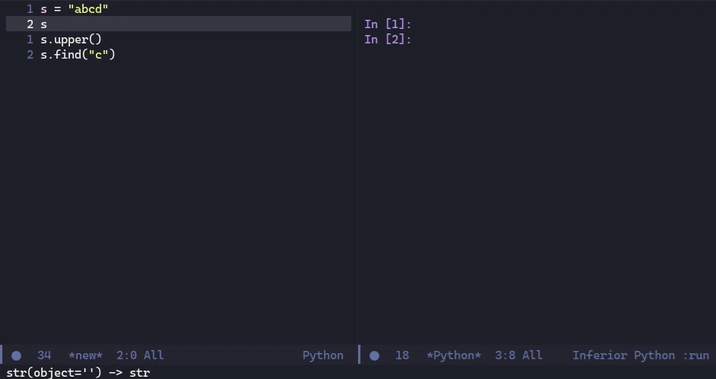 1 s = "abcd"
2 s
1 s.upper()
2 s.find("c")
In [1]:
In [2]:
34 *new* 2:0 All Python
18 *Python* 3:8 All Inferior Python :run
str(object='') -> str